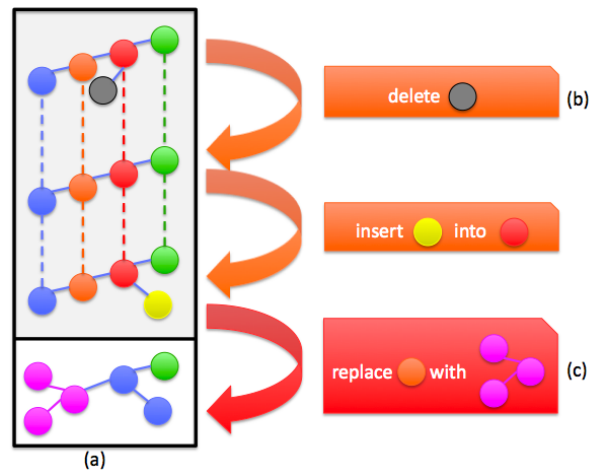 delete
(b)
insert into
replace with
(c)
(a)